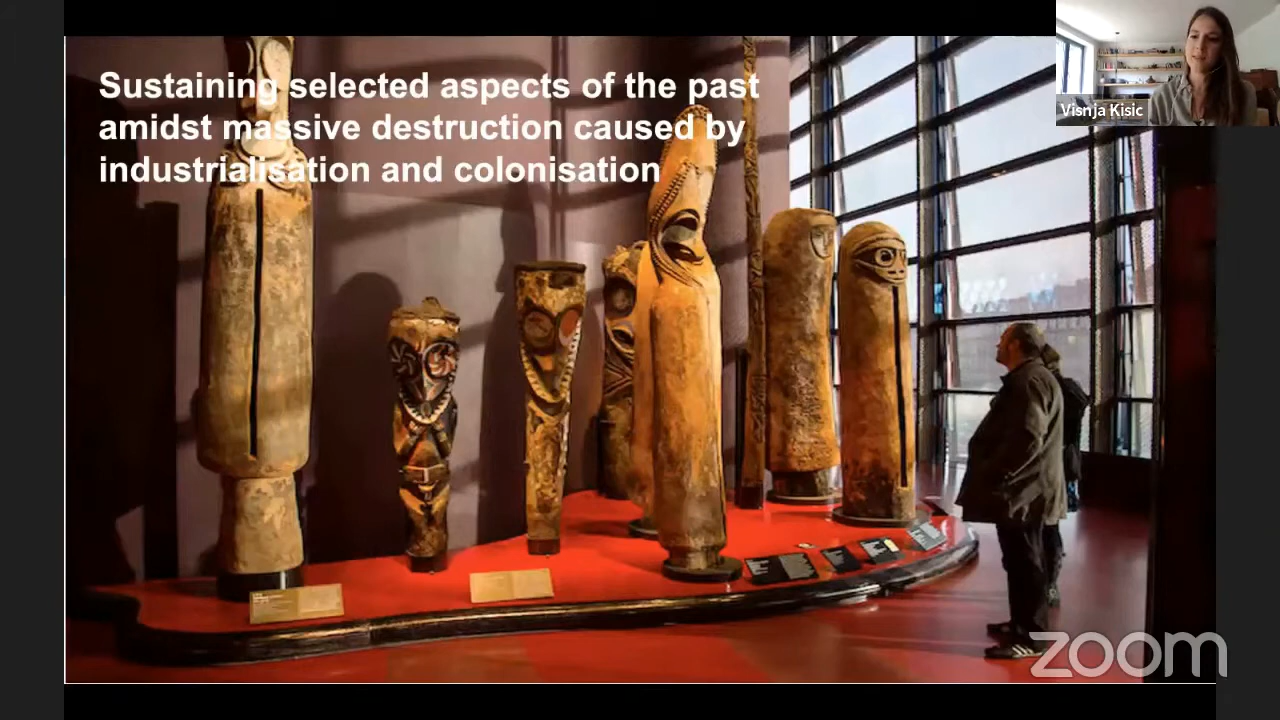 Sustaining selected aspects of the past
amidst massive destruction caused by
industrialisation and colonisation
Visnja Kisic
zoom